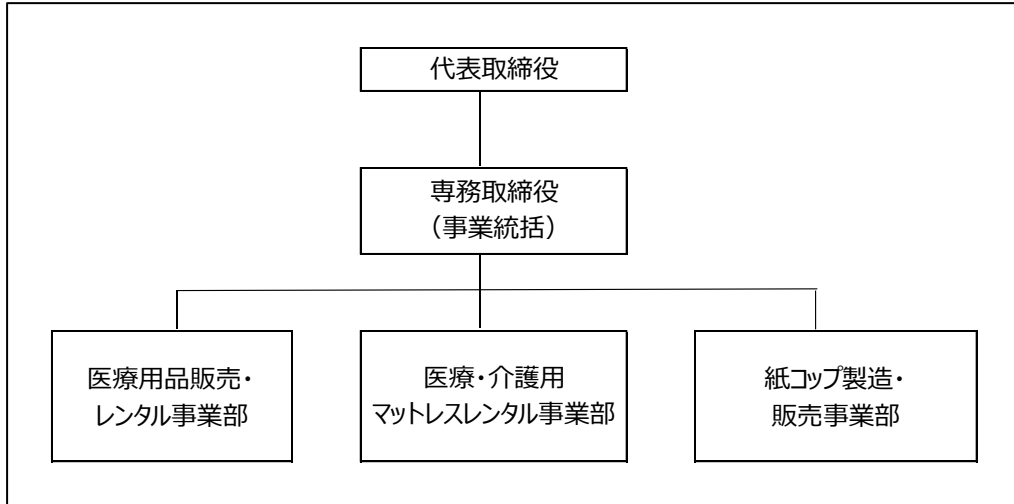 代表取締役
専務取締役
（事業統括）
医療用品販売・
レンタル事業部
医療・介護用
マットレスレンタル事業部
紙コップ製造・
販売事業部